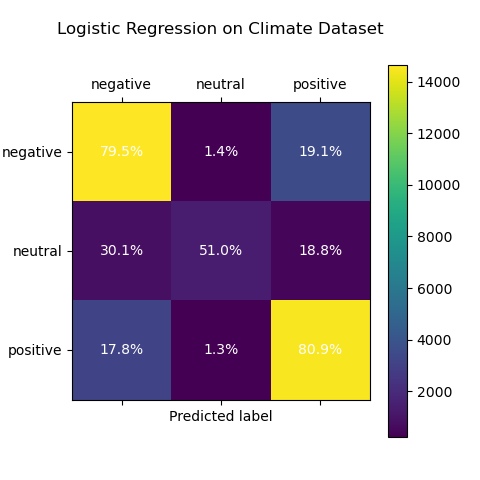 Logistic Regression on Climate Dataset
negative neutral positive
negative 79.5% 1.4% 19.1%
neutral 30.1% 51.0% 18.8%
positive 17.8% 1.3% 80.9%
Predicted label
14000
12000
10000
8000
6000
4000
2000